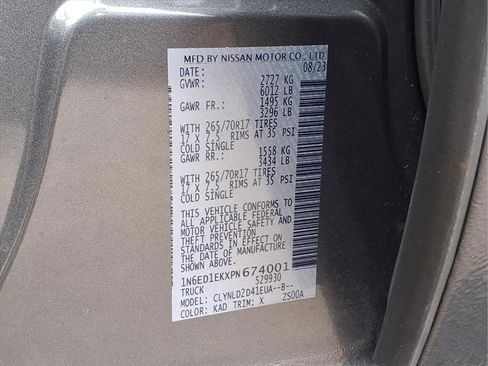 MFD BY NISSAN MOTOR CO., LTD
DATE: 08/23
GVWR: 2727 KG
6012 LB
GAWR FR.: 1495 KG
3296 LB
WITH 265/70R17 TIRES
17 X 7.5 RIMS AT 35 PSI
COLD SINGLE
GAWR RR.: 1558 KG
3434 LB
WITH 265/70R17 TIRES
17 X 7.5 RIMS AT 35 PSI
COLD SINGLE
THIS VEHICLE CONFORMS TO
ALL APPLICABLE FEDERAL
MOTOR VEHICLE SAFETY AND
THEFT PREVENTION
STANDARDS IN EFFECT ON
THE DATE OF MANUFACTURE
SHOWN ABOVE.
1N6ED1EKXPN674001
TRUCK 529930
MODEL: CLYNLD2D41EUA--B--
COLOR: KAD TRIM: X ZS00A